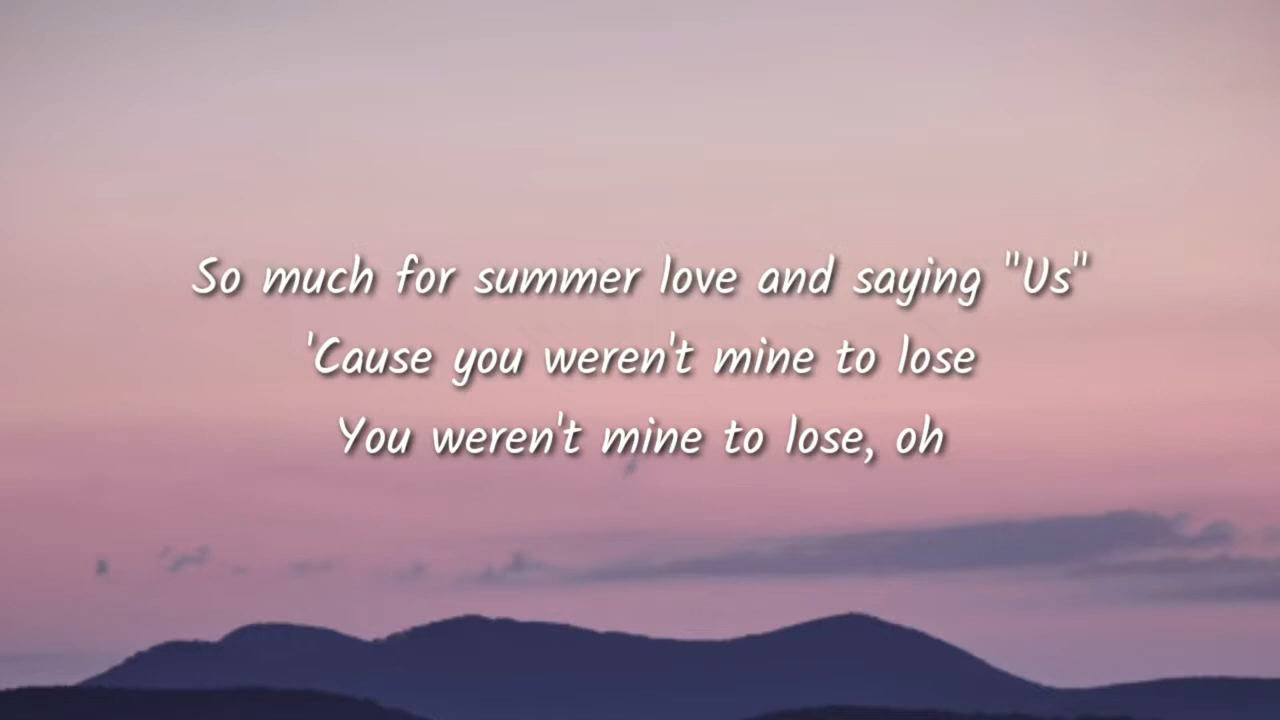 So much for summer love and saying "Us"
'Cause you weren't mine to lose
You weren't mine to lose, oh